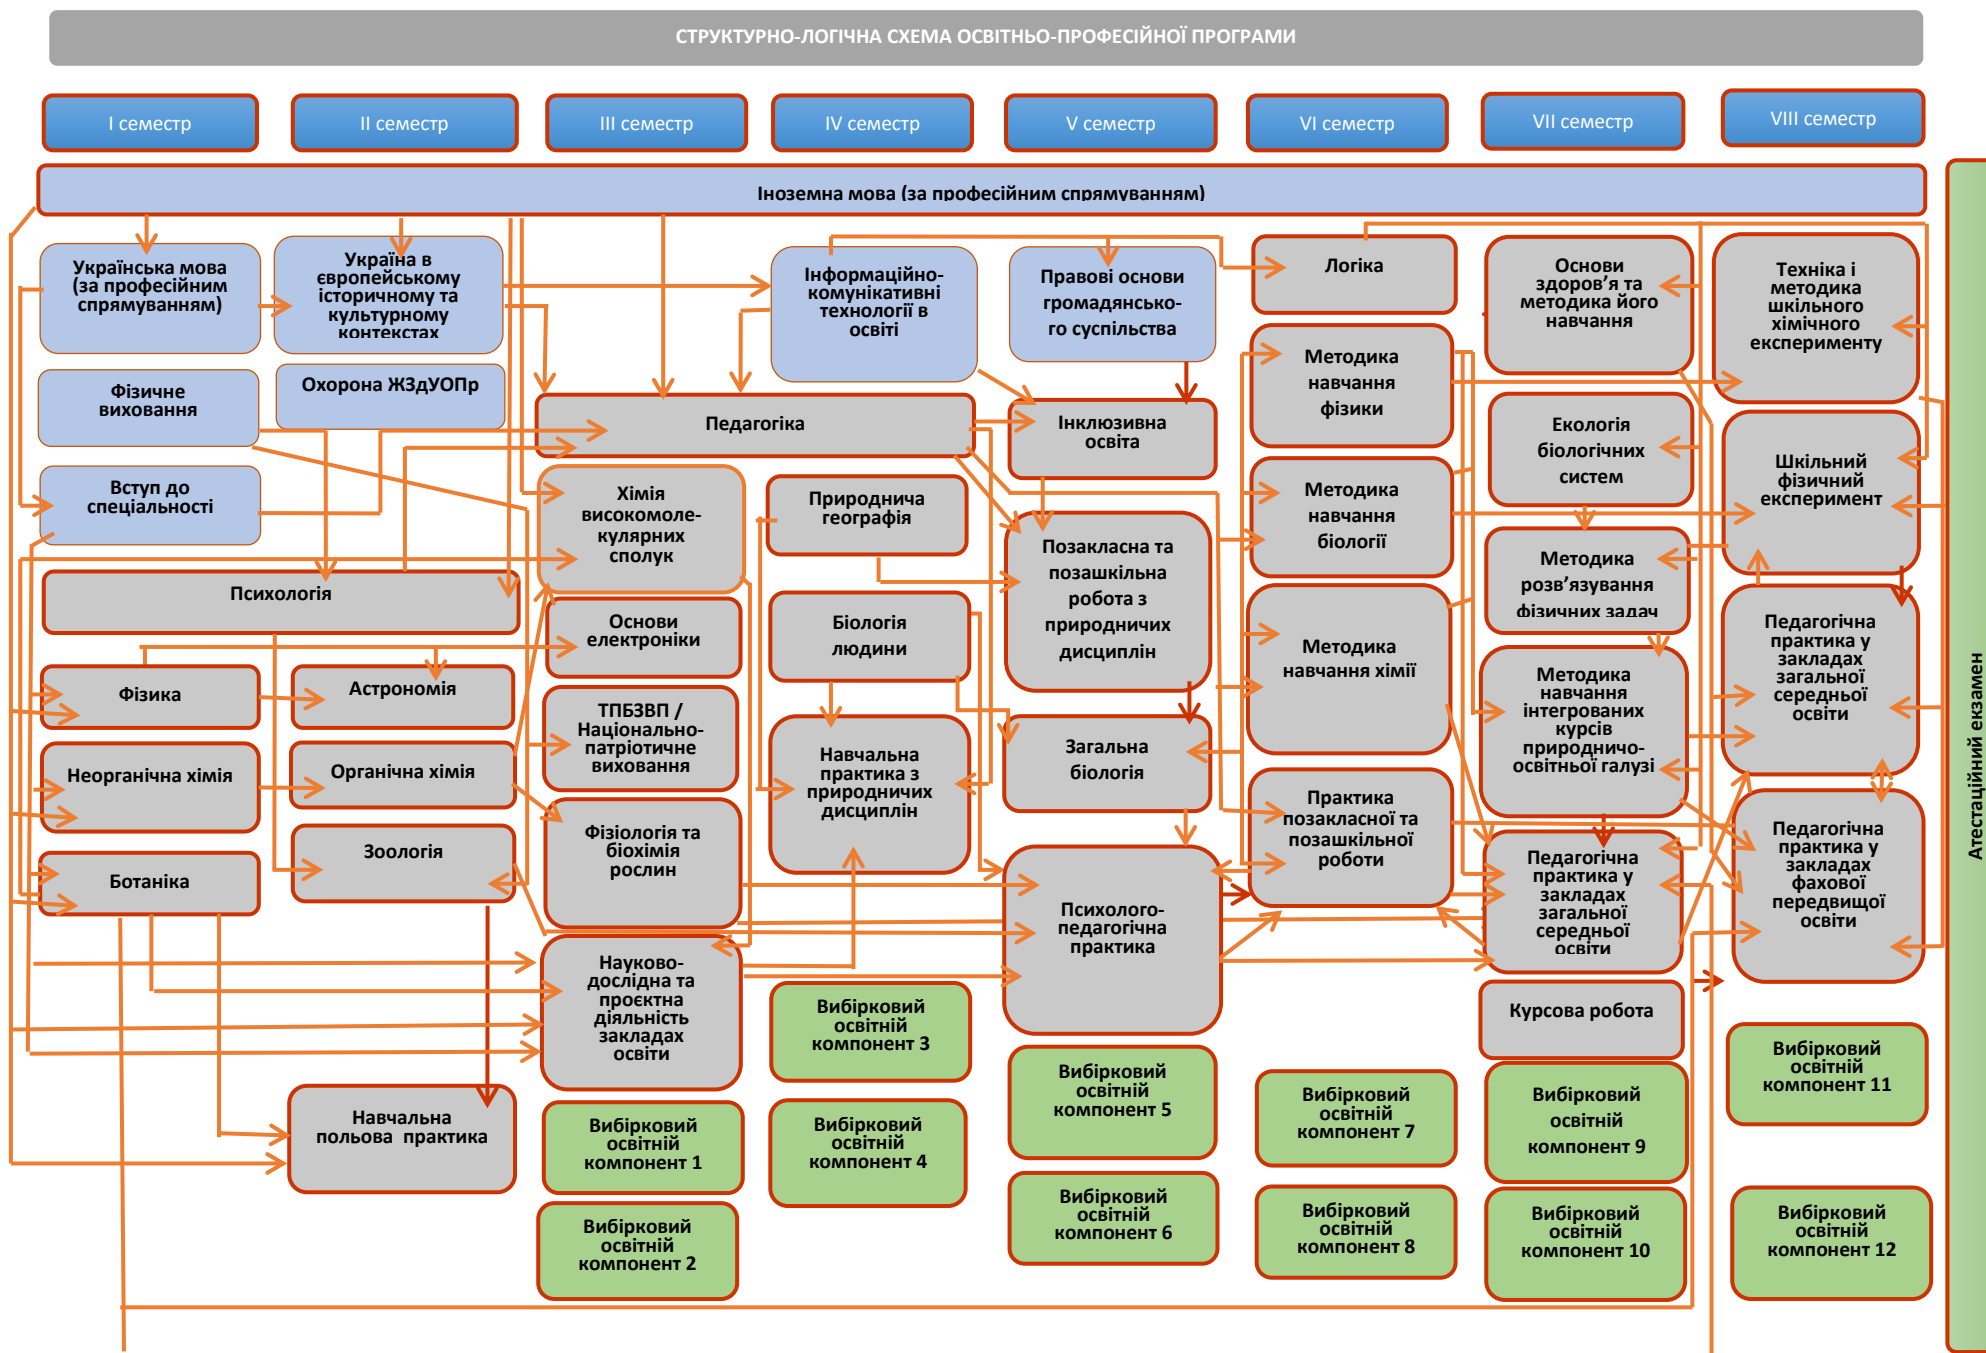 СТРУКТУРНО-ЛОГІЧНА СХЕМА ОСВІТНЬО-ПРОФЕСІЙНОЇ ПРОГРАМИ
І семестр
ІІ семестр
ІІІ семестр
IV семестр
V семестр
VI семестр
VII семестр
VIII семестр
Іноземна мова (за професійним спрямуванням)
Українська мова
(за професійним
спрямуванням)
Фізичне
виховання
Вступ до
спеціальності
Психологія
Фізика
Неорганічна хімія
Ботаніка
Україна в
європейському
історичному та
культурному
контекстах
Охорона ЖЗдУОПр
Астрономія
Органічна хімія
Зоологія
Навчальна
польова практика
Педагогіка
Хімія
високомоле-
кулярних
сполук
Основи
електроніки
ТПБЗВП /
Національно-
патріотичне
виховання
Фізіологія та
біохімія
рослин
Науково-
дослідна та
проєктна
діяльність
закладах
освіти
Вибірковий
освітній
компонент 1
Вибірковий
освітній
компонент 2
Інформаційно-
комунікативні
технології в
освіті
Природнича
географія
Біологія
людини
Навчальна
практика з
природничих
дисциплін
Вибірковий
освітній
компонент 3
Вибірковий
освітній
компонент 4
Правові основи
громадянсько-
го суспільства
Інклюзивна
освіта
Позакласна та
позашкільна
робота з
природничих
дисциплін
Загальна
біологія
Психолого-
педагогічна
практика
Вибірковий
освітній
компонент 5
Вибірковий
освітній
компонент 6
Логіка
Методика
навчання
фізики
Методика
навчання
біології
Методика
навчання хімії
Практика
позакласної та
позашкільної
роботи
Вибірковий
освітній
компонент 7
Вибірковий
освітній
компонент 8
Основи
здоров’я та
методика його
навчання
Екологія
біологічних
систем
Методика
розв’язування
фізичних задач
Методика
навчання
інтегрованих
курсів
природничо-
освітньої галузі
Педагогічна
практика у
закладах
загальної
середньої
освіти
Курсова робота
Вибірковий
освітній
компонент 9
Вибірковий
освітній
компонент 10
Техніка і
методика
шкільного
хімічного
експерименту
Шкільний
фізичний
експеримент
Педагогічна
практика у
закладах
загальної
середньої
освіти
Педагогічна
практика у
закладах
фахової
передвищої
освіти
Вибірковий
освітній
компонент 11
Вибірковий
освітній
компонент 12
Атестаційний екзамен